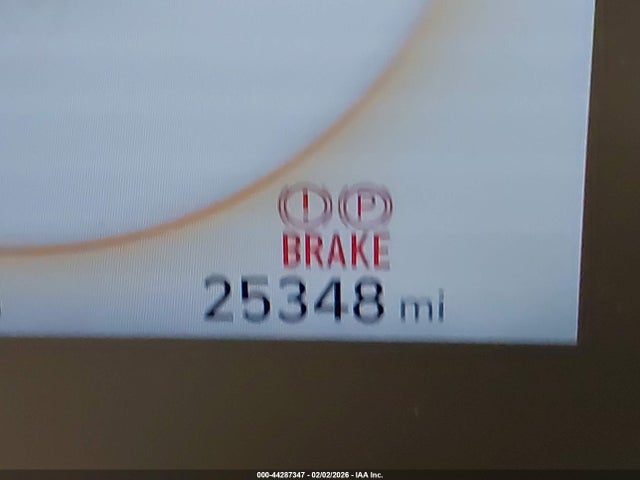 (!) (P)
BRAKE
25348 mi
000-44287347 - 02/02/2026 - IAA Inc.